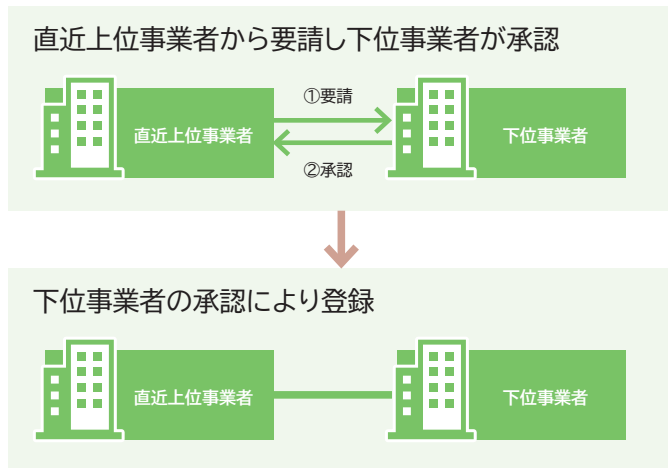 直近上位事業者から要請し下位事業者が承認
①要請
直近上位事業者
下位事業者
②承認
下位事業者の承認により登録
直近上位事業者
下位事業者